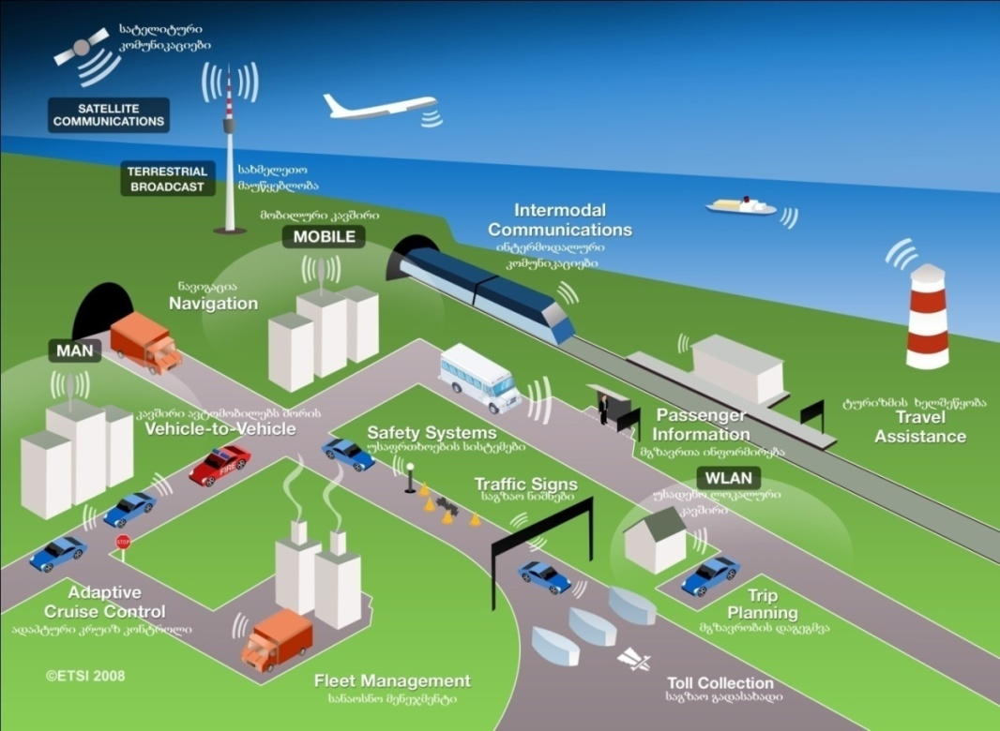 სატელიტური
კომუნიკაციები
SATELLITE
COMMUNICATIONS
TERRESTRIAL
BROADCAST
სახმელეთო
მაუწყებლობა
მობილური კავშირი
MOBILE
Intermodal
Communications
ინტერმოდალური
კომუნიკაციები
ნავიგაცია
Navigation
MAN
კავშირი ავტომობილებს შორის
Vehicle-to-Vehicle
FIRE
Safety Systems
უსაფრთხოების სისტემები
Passenger
Information
მგზავრთა ინფორმირება
ტურიზმის ხელშეწყობა
Travel
Assistance
Traffic Signs
საგზაო ნიშნები
WLAN
უსადენო ლოკალური
კავშირი
STOP
Adaptive
Cruise Control
ადაპტური კრუიზ კონტროლი
Trip
Planning
მგზავრობის დაგეგმვა
©ETSI 2008
Fleet Management
სანაოსნო მენეჯმენტი
Toll Collection
საგზაო გადასახადი